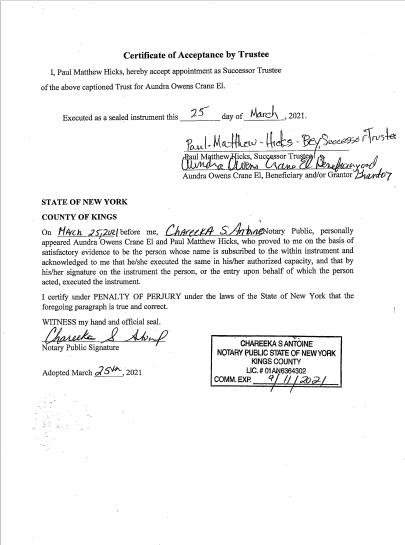 Certificate of Acceptance by Trustee
I, Paul Matthew Hicks, hereby accept appointment as Successor Trustee
of the above captioned Trust for Aundra Owens Crane El.
Executed as a sealed instrument this 25 day of March, 2021.
Paul-Matthew-Hicks-Bey, Successor Trustee
Paul Matthew Hicks, Successor Trustee
Aundra Owens Crane El Beneficiary and
Aundra Owens Crane El, Beneficiary and/or Grantor Grantor
STATE OF NEW YORK
COUNTY OF KINGS
On March 25, 2021 before me, Chareeka S Antoine Notary Public, personally
appeared Aundra Owens Crane El and Paul Matthew Hicks, who proved to me on the basis of
satisfactory evidence to be the person whose name is subscribed to the within instrument and
acknowledged to me that he/she executed the same in his/her authorized capacity, and that by
his/her signature on the instrument the person, or the entry upon behalf of which the person
acted, executed the instrument.
I certify under PENALTY OF PERJURY under the laws of the State of New York that the
foregoing paragraph is true and correct.
WITNESS my hand and official seal.
Chareeka S Antoine
Notary Public Signature
Adopted March 25th, 2021
CHAREEKA S ANTOINE
NOTARY PUBLIC STATE OF NEW YORK
KINGS COUNTY
LIC. # 01AN6364302
COMM. EXP. 9/11/2021